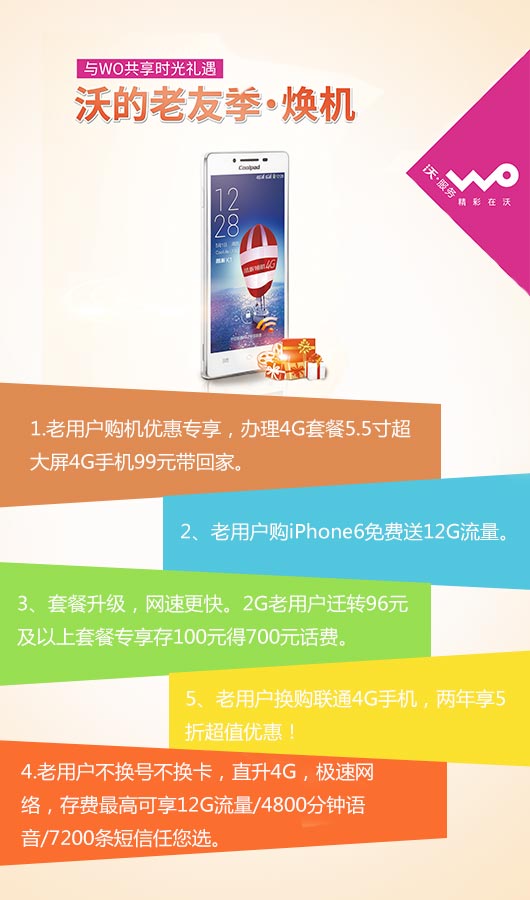 与WO共享时光礼遇
沃的老友季·焕机
沃·服务
精彩在沃
Coolpad
12
28
1.老用户购机优惠专享，办理4G套餐5.5寸超
大屏4G手机99元带回家。
2、老用户购iPhone6免费送12G流量。
3、套餐升级，网速更快。2G老用户迁转96元
及以上套餐专享存100元得700元话费。
5、老用户换购联通4G手机，两年享5
折超值优惠！
4.老用户不换号不换卡，直升4G，极速网
络，存费最高可享12G流量/4800分钟语
音/7200条短信任您选。